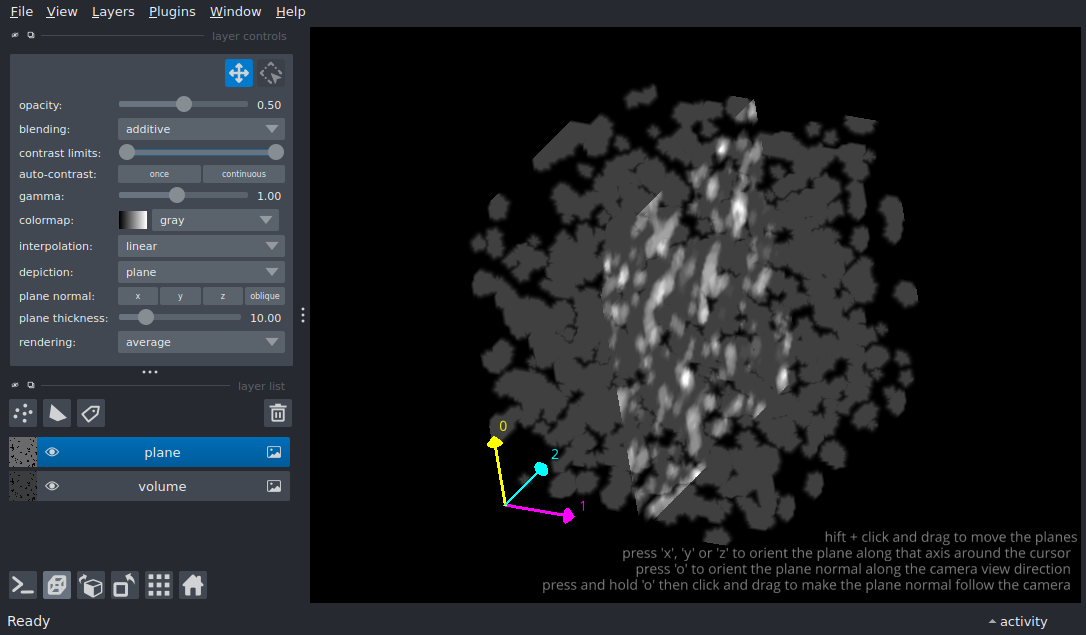 File View Layers Plugins Window Help
layer controls
opacity: 0.50
blending: additive
contrast limits:
auto-contrast: once continuous
gamma: 1.00
colormap: gray
interpolation: linear
depiction: plane
plane normal: x y z oblique
plane thickness: 10.00
rendering: average
layer list
plane
volume
0
2
1
hift + click and drag to move the planes
press 'x', 'y' or 'z' to orient the plane along that axis around the cursor
press 'o' to orient the plane normal along the camera view direction
press and hold 'o' then click and drag to make the plane normal follow the camera
Ready
activity